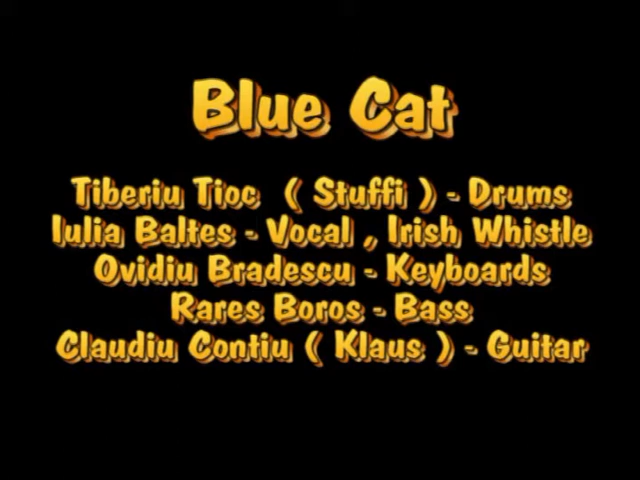 Blue Cat
Tiberiu Tioc ( Stuffi ) - Drums
Iulia Baltes - Vocal , Irish Whistle
Ovidiu Bradescu - Keyboards
Rares Boros - Bass
Claudiu Contiu ( Klaus ) - Guitar